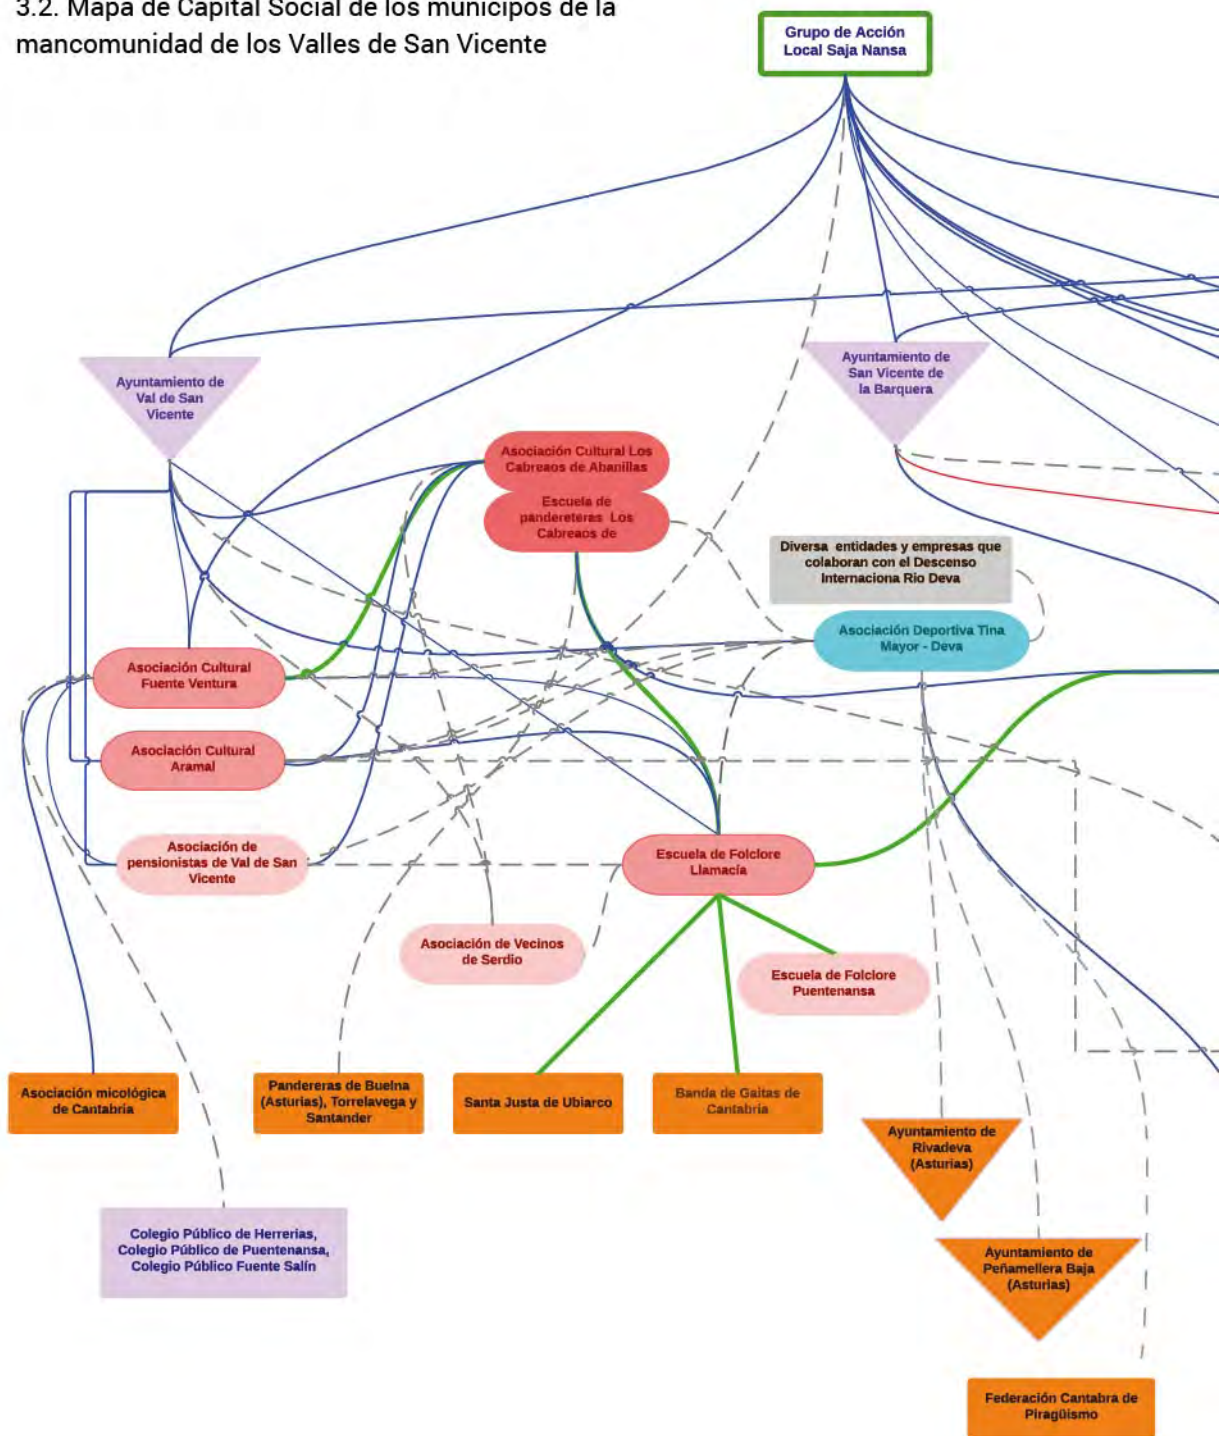 3.2. Mapa de Capital Social de los municipos de la
mancomunidad de los Valles de San Vicente
Grupo de Acción
Local Saja Nansa
Ayuntamiento de
Val de San
Vicente
Ayuntamiento de
San Vicente de
la Barquera
Asociación Cultural Los
Cabreaos de Abanillas
Escuela de
pandereteras Los
Cabreaos de
Diversa entidades y empresas que
colaboran con el Descenso
Internaciona Rio Deva
Asociación Deportiva Tina
Mayor - Deva
Asociación Cultural
Fuente Ventura
Asociación Cultural
Aramal
Asociación de
pensionistas de Val de San
Vicente
Escuela de Folclore
Llamacía
Asociación de Vecinos
de Serdio
Escuela de Folclore
Puentenansa
Asociación micológica
de Cantabria
Pandereras de Buelna
(Asturias), Torrelavega y
Santander
Santa Justa de Ubiarco
Banda de Gaitas de
Cantabria
Ayuntamiento de
Rivadeva
(Asturias)
Colegio Público de Herrerías,
Colegio Público de Puentenansa,
Colegio Público Fuente Salín
Ayuntamiento de
Peñamellera Baja
(Asturias)
Federación Cantabra de
Piragüismo